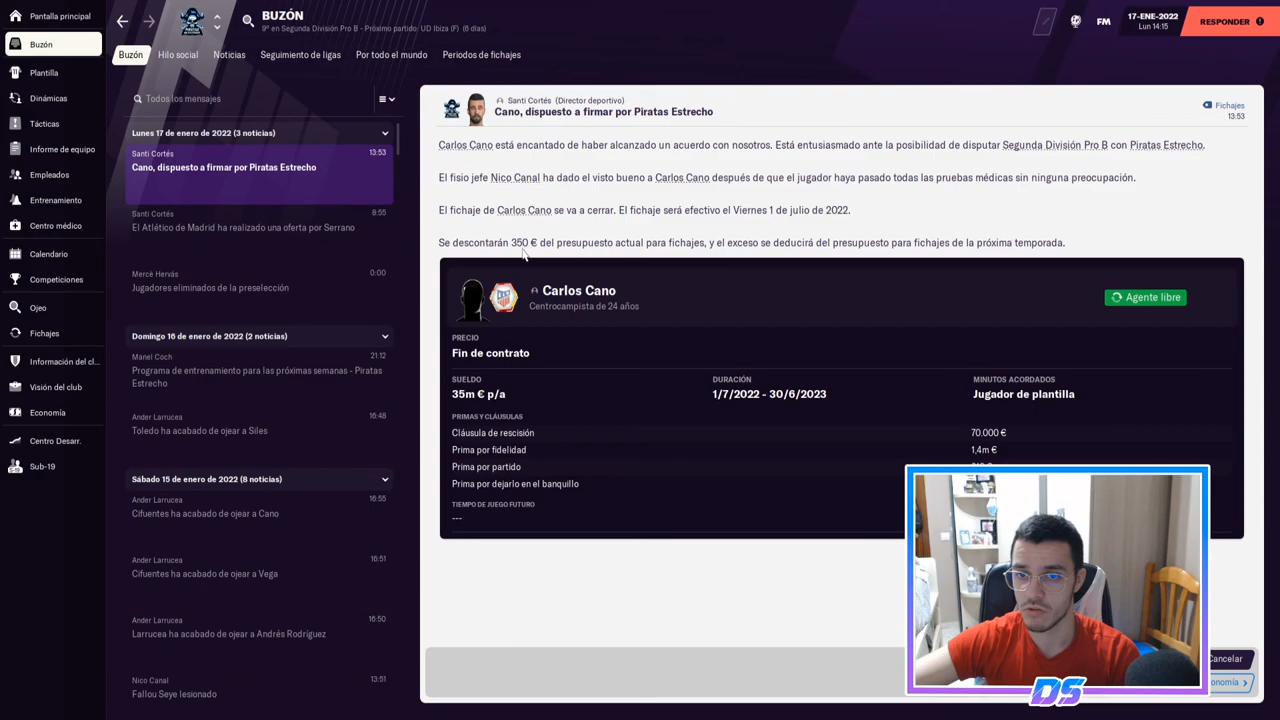 Pantalla principal
Buzón
Plantilla
Dinámicas
Tácticas
Informe de equipo
Empleados
Entrenamiento
Centro médico
Calendario
Competiciones
Ojeo
Fichajes
Información del cl...
Visión del club
Economía
Centro Desarr.
Sub-19
BUZÓN
9º en Segunda División Pro B - Próximo partido: UD Ibiza (F) (6 días)
FM
17-ENE-2022
Lun 14:15
RESPONDER
Buzón
Hilo social
Noticias
Seguimiento de ligas
Por todo el mundo
Periodos de fichajes
Todos los mensajes
Lunes 17 de enero de 2022 (3 noticias)
Santi Cortés 13:53
Cano, dispuesto a firmar por Piratas Estrecho
Santi Cortés 8:55
El Atlético de Madrid ha realizado una oferta por Serrano
Mercè Hervás 0:00
Jugadores eliminados de la preselección
Domingo 16 de enero de 2022 (2 noticias)
Manel Coch 21:12
Programa de entrenamiento para las próximas semanas - Piratas
Estrecho
Ander Larrucea 16:48
Toledo ha acabado de ojear a Siles
Sábado 15 de enero de 2022 (8 noticias)
Ander Larrucea 16:55
Cifuentes ha acabado de ojear a Cano
Ander Larrucea 16:51
Cifuentes ha acabado de ojear a Vega
Ander Larrucea 16:50
Larrucea ha acabado de ojear a Andrés Rodríguez
Nico Canal 13:51
Fallou Seye lesionado
Santi Cortés (Director deportivo)
Cano, dispuesto a firmar por Piratas Estrecho
Fichajes
13:53
Carlos Cano está encantado de haber alcanzado un acuerdo con nosotros. Está entusiasmado ante la posibilidad de disputar Segunda División Pro B con Piratas Estrecho.
El fisio jefe Nico Canal ha dado el visto bueno a Carlos Cano después de que el jugador haya pasado todas las pruebas médicas sin ninguna preocupación.
El fichaje de Carlos Cano se va a cerrar. El fichaje será efectivo el Viernes 1 de julio de 2022.
Se descontarán 350 € del presupuesto actual para fichajes, y el exceso se deducirá del presupuesto para fichajes de la próxima temporada.
Carlos Cano
Centrocampista de 24 años
Agente libre
PRECIO
Fin de contrato
SUELDO
35m € p/a
DURACIÓN
1/7/2022 - 30/6/2023
MINUTOS ACORDADOS
Jugador de plantilla
PRIMAS Y CLÁUSULAS
Cláusula de rescisión 70.000 €
Prima por fidelidad 1,4m €
Prima por partido
Prima por dejarlo en el banquillo
TIEMPO DE JUEGO FUTURO
---
Cancelar
DS